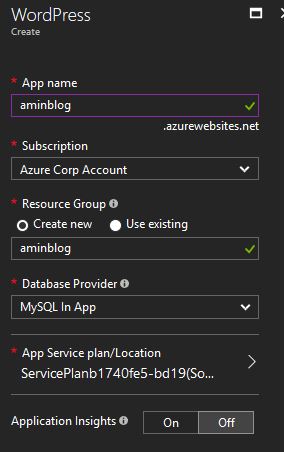 WordPress
Create
* App name
aminblog
.azurewebsites.net
* Subscription
Azure Corp Account
* Resource Group
Create new Use existing
aminblog
* Database Provider
MySQL In App
* App Service plan/Location
ServicePlanb1740fe5-bd19(So...
Application Insights On Off